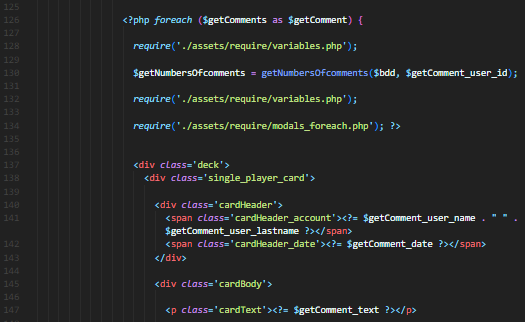 125
126 <?php foreach ($getComments as $getComment) {
127
128 require('./assets/require/variables.php');
129
130 $getNumbersOfcomments = getNumbersOfcomments($bdd, $getComment_user_id);
131
132 require('./assets/require/variables.php');
133
134 require('./assets/require/modals_foreach.php'); ?>
135
136
137 <div class='deck'>
138 <div class='single_player_card'>
139
140 <div class='cardHeader'>
141 <span class='cardHeader_account'><?= $getComment_user_name . " " .
$getComment_user_lastname ?></span>
142 <span class='cardHeader_date'><?= $getComment_date ?></span>
143 </div>
144
145 <div class='cardBody'>
146
147 <p class='cardText'><?= $getComment_text ?></p>